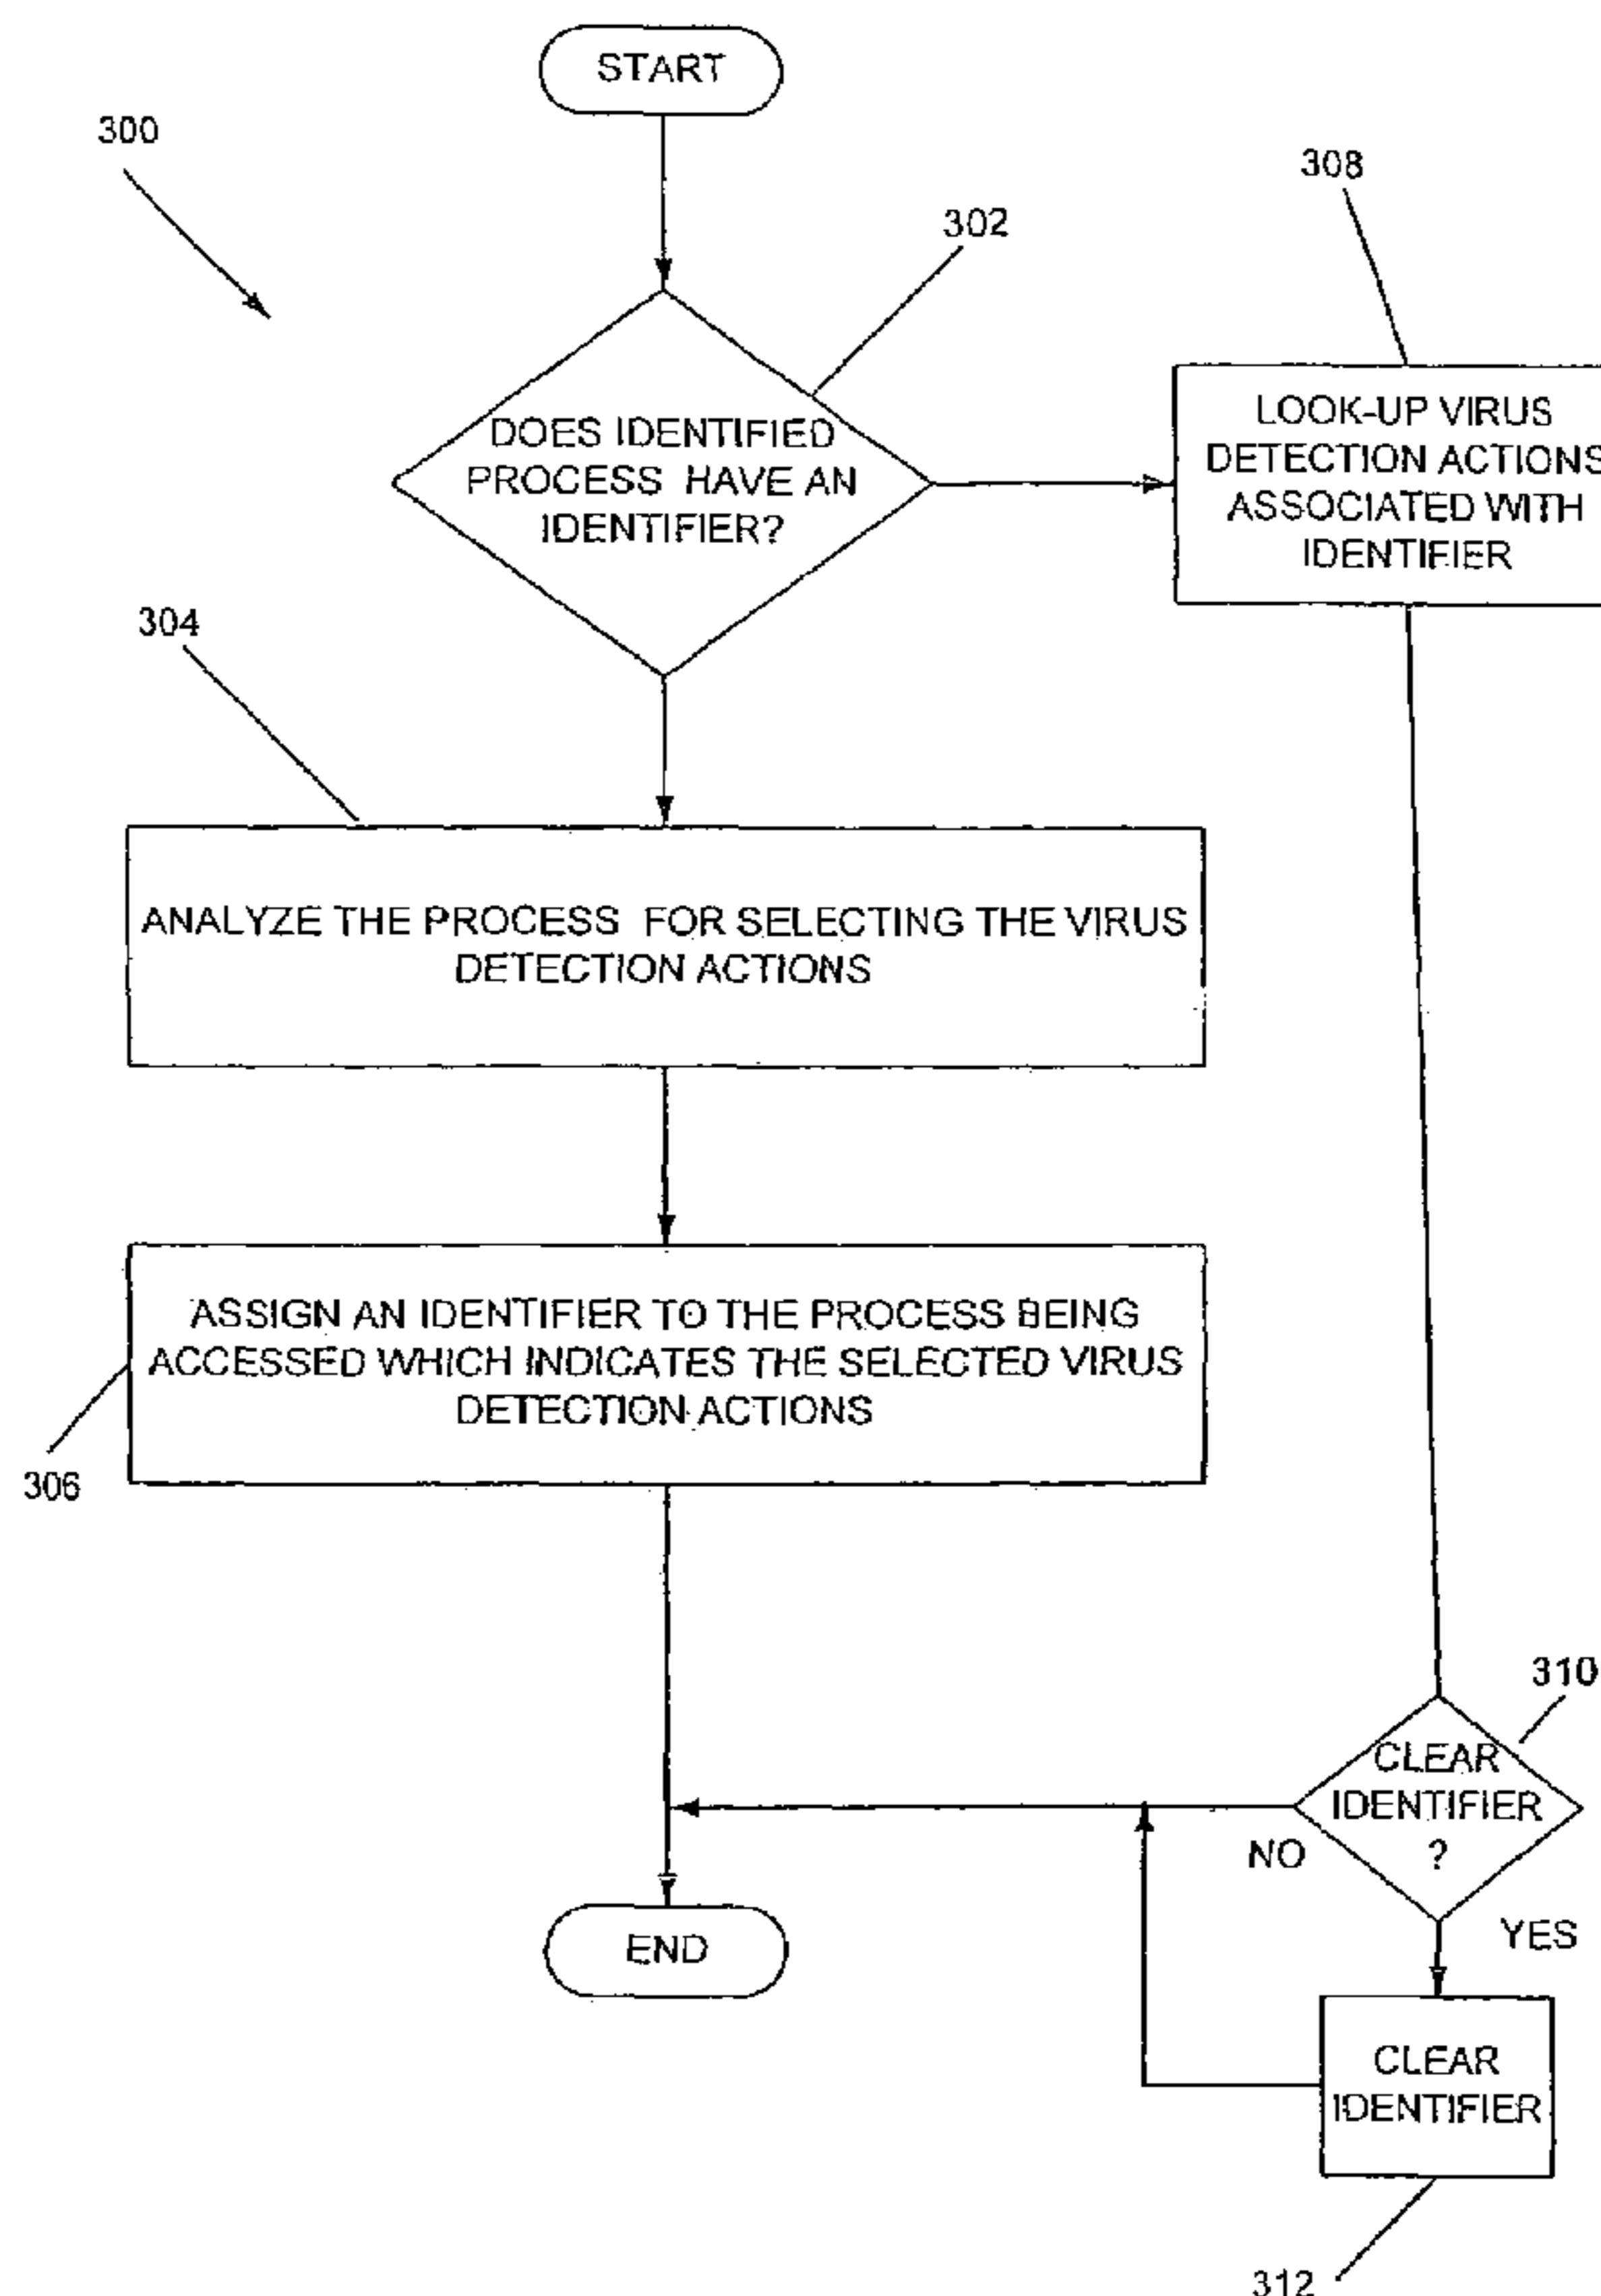 START
300
308
302
DOES IDENTIFIED
PROCESS HAVE AN
IDENTIFIER?
LOOK-UP VIRUS
DETECTION ACTIONS
ASSOCIATED WITH
IDENTIFIER
304
ANALYZE THE PROCESS FOR SELECTING THE VIRUS
DETECTION ACTIONS
ASSIGN AN IDENTIFIER TO THE PROCESS BEING
ACCESSED WHICH INDICATES THE SELECTED VIRUS
DETECTION ACTIONS
306
310
CLEAR
IDENTIFIER
?
NO
YES
END
CLEAR
IDENTIFIER
312